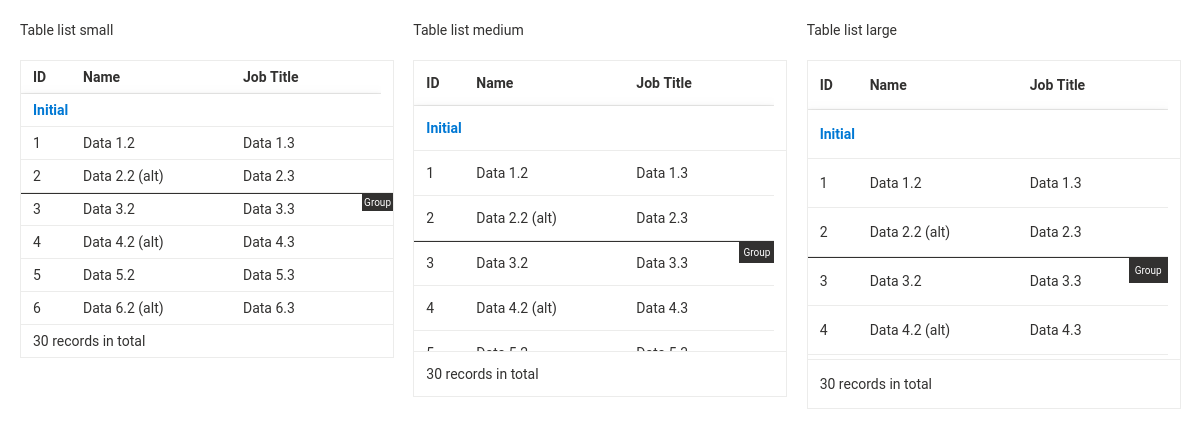 Table list small
ID Name Job Title
Initial
1 Data 1.2 Data 1.3
2 Data 2.2 (alt) Data 2.3
Group
3 Data 3.2 Data 3.3
4 Data 4.2 (alt) Data 4.3
5 Data 5.2 Data 5.3
6 Data 6.2 (alt) Data 6.3
30 records in total
Table list medium
ID Name Job Title
Initial
1 Data 1.2 Data 1.3
2 Data 2.2 (alt) Data 2.3
Group
3 Data 3.2 Data 3.3
4 Data 4.2 (alt) Data 4.3
5 Data 5.2 Data 5.3
30 records in total
Table list large
ID Name Job Title
Initial
1 Data 1.2 Data 1.3
2 Data 2.2 (alt) Data 2.3
Group
3 Data 3.2 Data 3.3
4 Data 4.2 (alt) Data 4.3
30 records in total